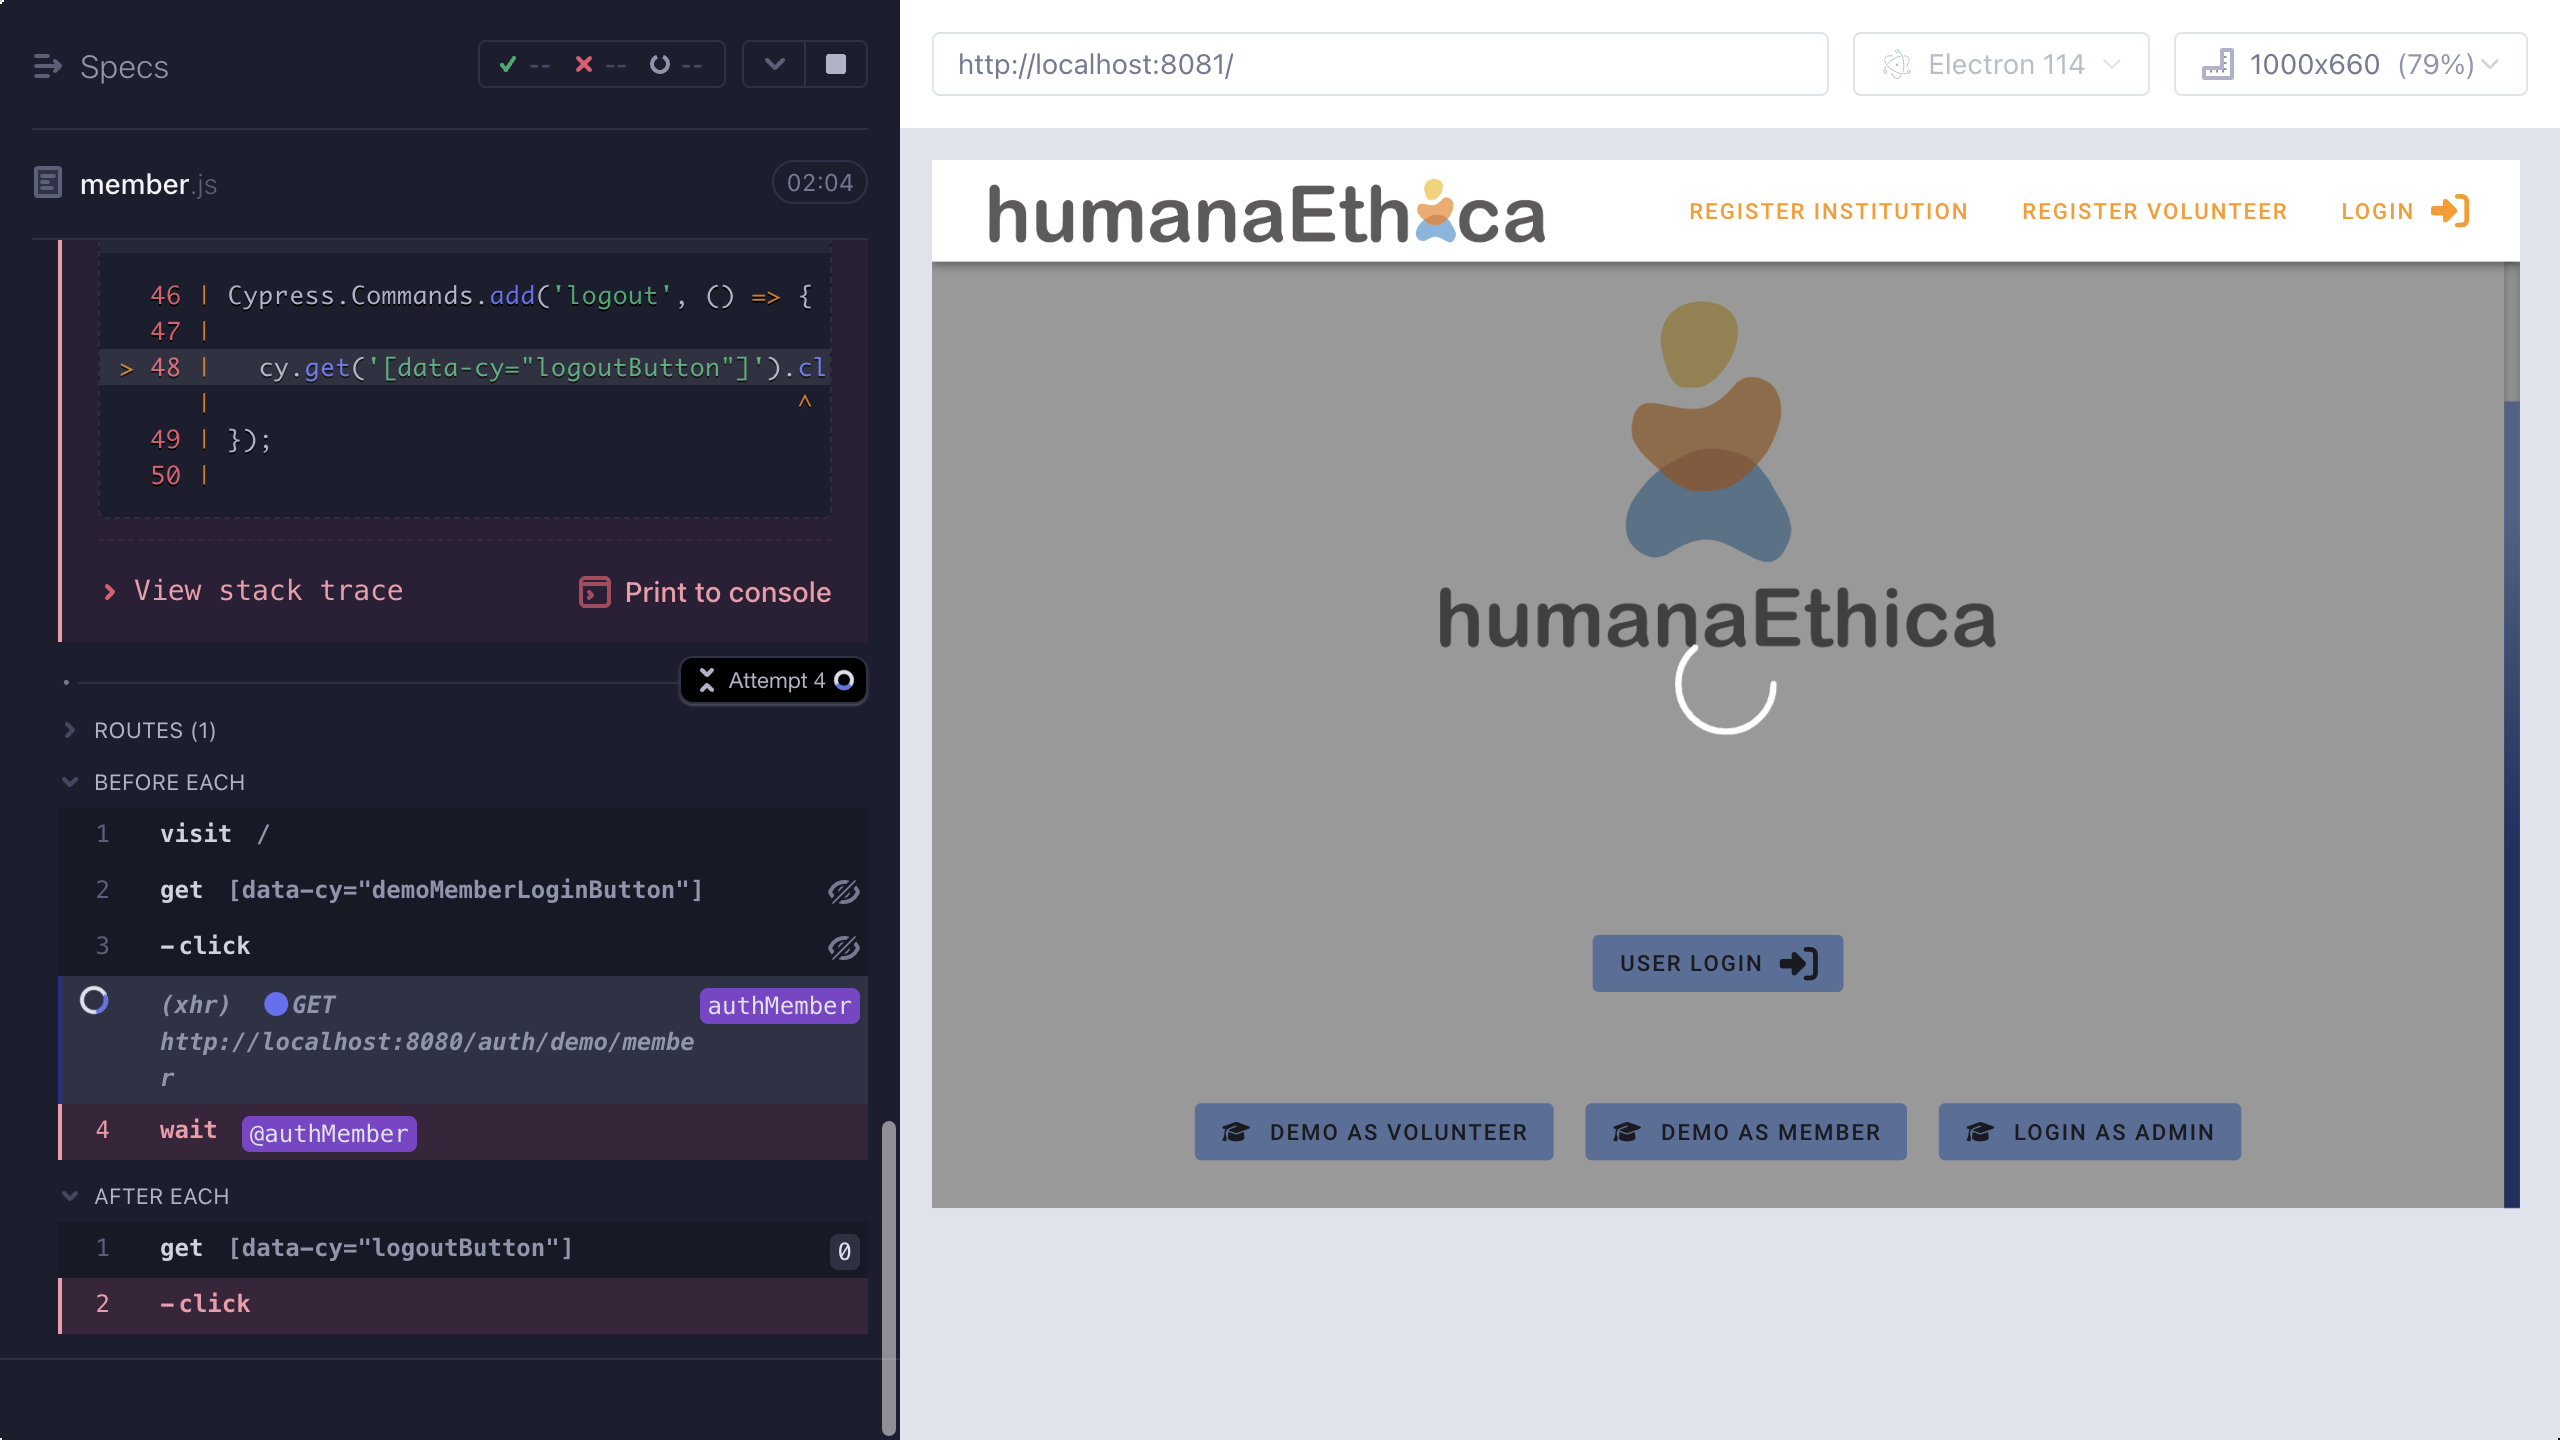 Specs
-- -- --
member.js
02:04
46 | Cypress.Commands.add('logout', () => {
47 |
> 48 |   cy.get('[data-cy="logoutButton"]').cl
| ^
49 | });
50 |
View stack trace
Print to console
Attempt 4
ROUTES (1)
BEFORE EACH
1 visit /
2 get [data-cy="demoMemberLoginButton"]
3 -click
(xhr) GET authMember
http://localhost:8080/auth/demo/membe
r
4 wait @authMember
AFTER EACH
1 get [data-cy="logoutButton"] 0
2 -click
http://localhost:8081/
Electron 114
1000x660 (79%)
humanaEthica
REGISTER INSTITUTION
REGISTER VOLUNTEER
LOGIN
humanaEthica
USER LOGIN
DEMO AS VOLUNTEER
DEMO AS MEMBER
LOGIN AS ADMIN